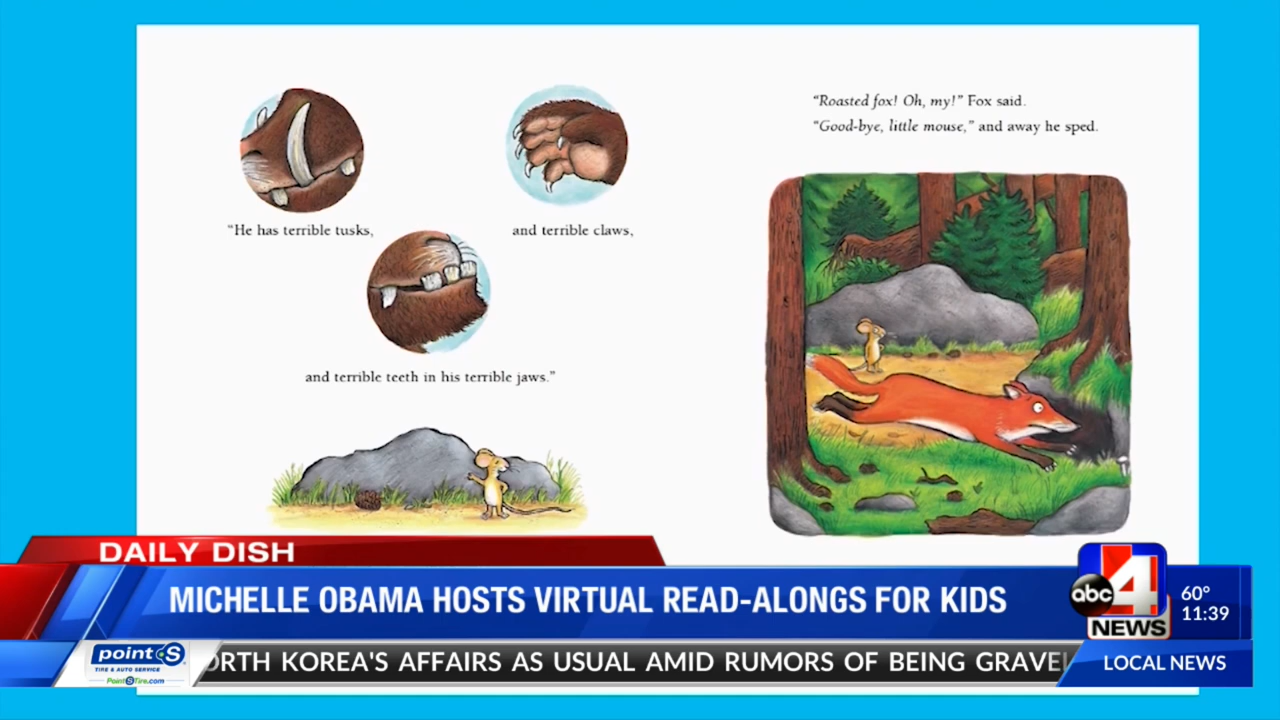 "He has terrible tusks,
and terrible claws,
and terrible teeth in his terrible jaws."
"Roasted fox! Oh, my!" Fox said.
"Good-bye, little mouse," and away he sped.
DAILY DISH
MICHELLE OBAMA HOSTS VIRTUAL READ-ALONGS FOR KIDS
abc 4
NEWS
60°
11:39
point S
TIRE & AUTO SERVICE
PointSTire.com
KOREA'S AFFAIRS AS USUAL AMID RUMORS OF BEING
LOCAL NEWS